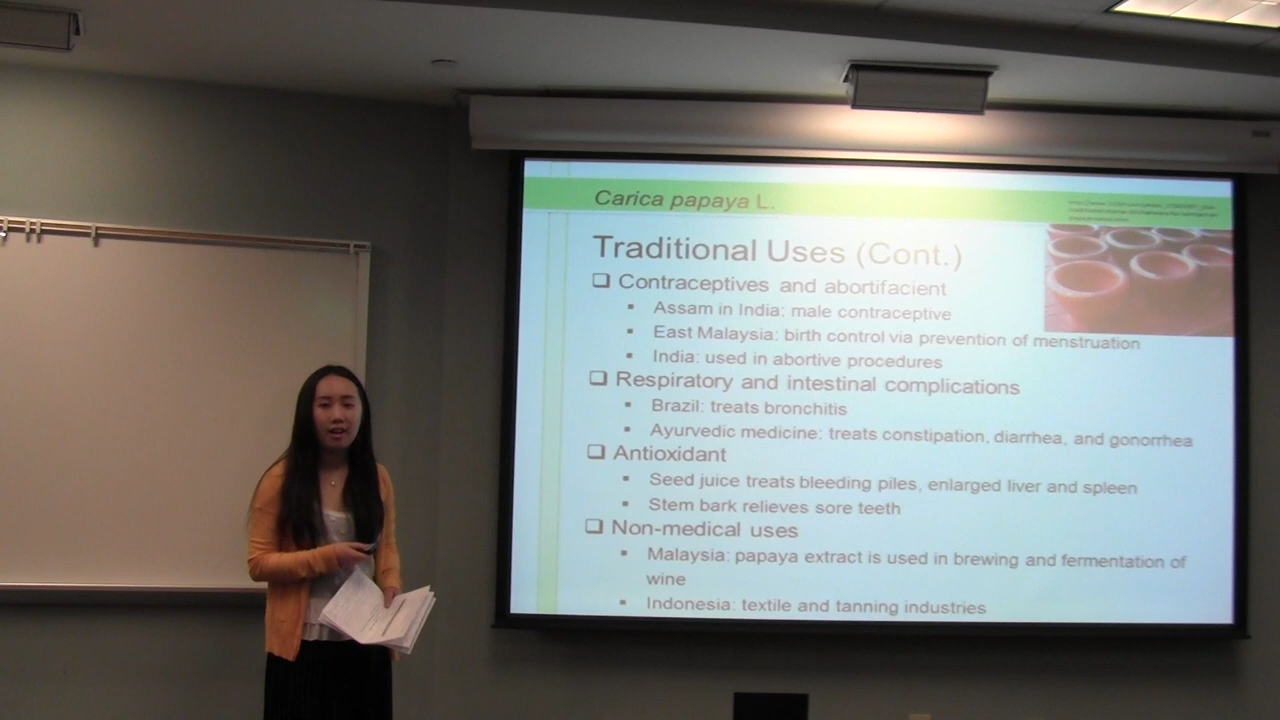 Carica papaya L.
Traditional Uses (Cont.)
❑ Contraceptives and abortifacient
▪ Assam in India: male contraceptive
▪ East Malaysia: birth control via prevention of menstruation
▪ India: used in abortive procedures
❑ Respiratory and intestinal complications
▪ Brazil: treats bronchitis
▪ Ayurvedic medicine: treats constipation, diarrhea, and gonorrhea
❑ Antioxidant
▪ Seed juice treats bleeding piles, enlarged liver and spleen
▪ Stem bark relieves sore teeth
❑ Non-medical uses
▪ Malaysia: papaya extract is used in brewing and fermentation of
wine
▪ Indonesia: textile and tanning industries